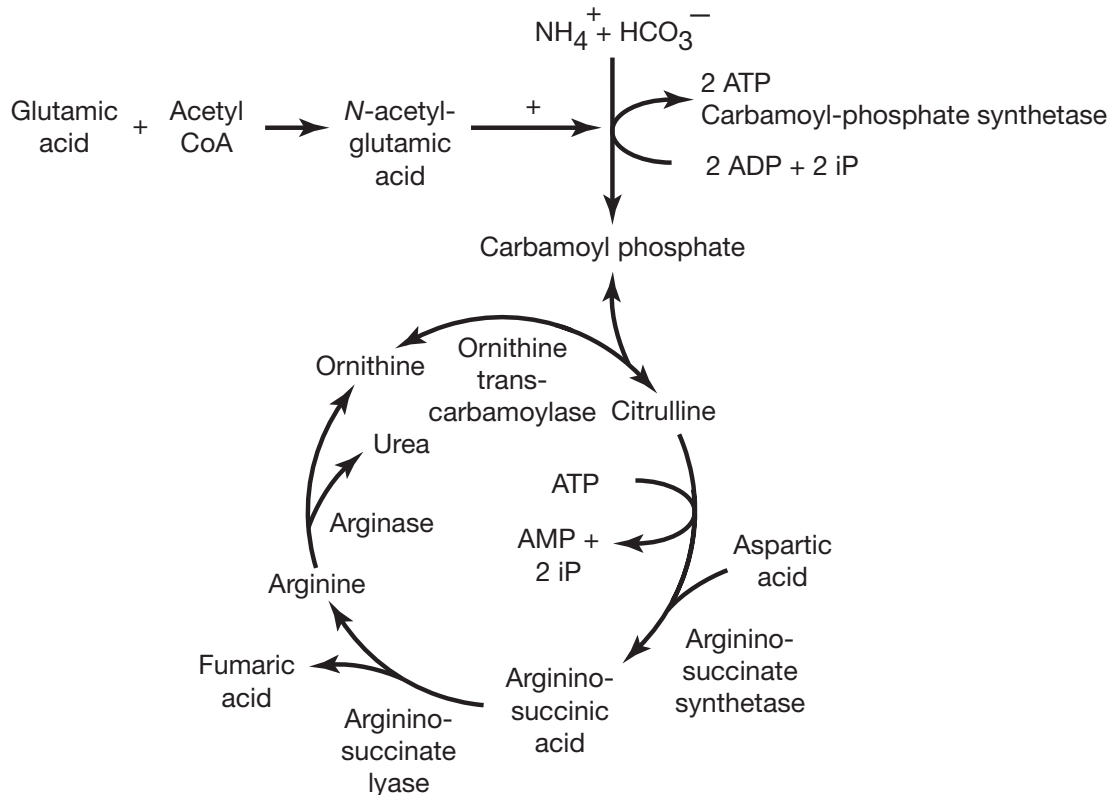 NH4+ + HCO3−
Glutamic
acid
+
Acetyl
CoA
N-acetyl-
glutamic
acid
+
2 ATP
Carbamoyl-phosphate synthetase
2 ADP + 2 iP
Carbamoyl phosphate
Ornithine
Ornithine
trans-
carbamoylase
Citrulline
Urea
ATP
Arginase
AMP +
2 iP
Aspartic
acid
Arginine
Arginino-
succinate
synthetase
Fumaric
acid
Arginino-
succinic
acid
Arginino-
succinate
lyase